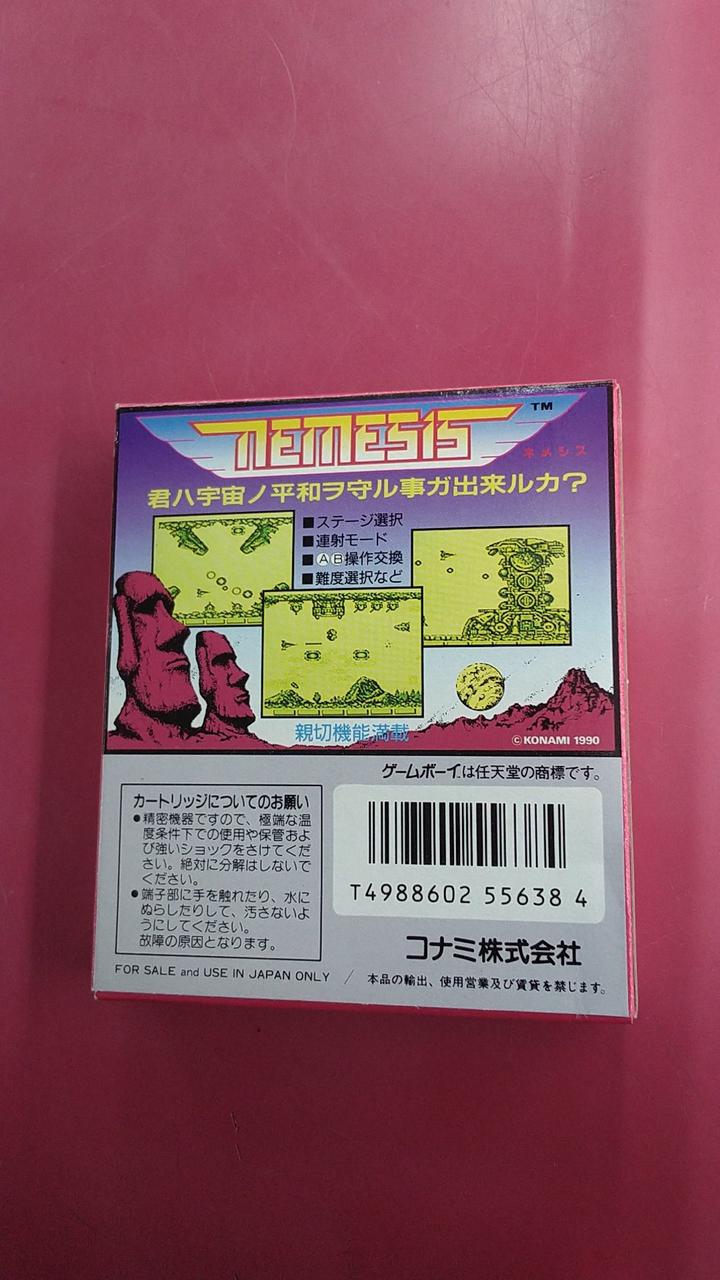 NEMESIS TM
ネメシス
君ハ宇宙ノ平和ヲ守ル事ガ出来ルカ?
■ステージ選択
■連射モード
■ⒶⒷ操作交換
■難度選択など
親切機能満載
©KONAMI 1990
ゲームボーイは任天堂の商標です。
カートリッジについてのお願い
●精密機器ですので、極端な温
度条件下での使用や保管およ
び強いショックをさけてくだ
さい。絶対に分解はしないで
ください。
●端子部に手を触れたり、水に
ぬらしたりして、汚さないよ
うにしてください。
故障の原因となります。
T4988602 55638 4
コナミ株式会社
FOR SALE and USE IN JAPAN ONLY / 本品の輸出、使用営業及び賃貸を禁じます。